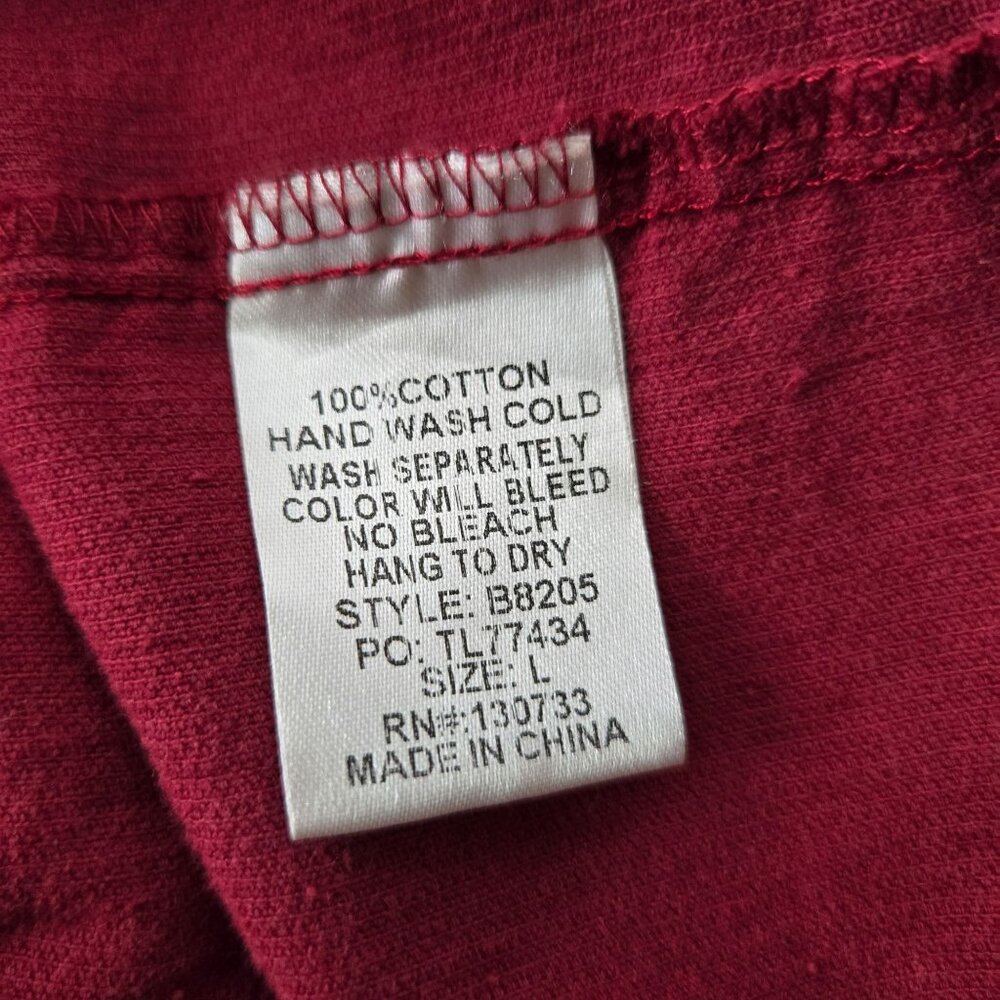 100%COTTON
HAND WASH COLD
WASH SEPARATELY
COLOR WILL BLEED
NO BLEACH
HANG TO DRY
STYLE: B8205
PO: TL77434
SIZE: L
RN#:130733
MADE IN CHINA